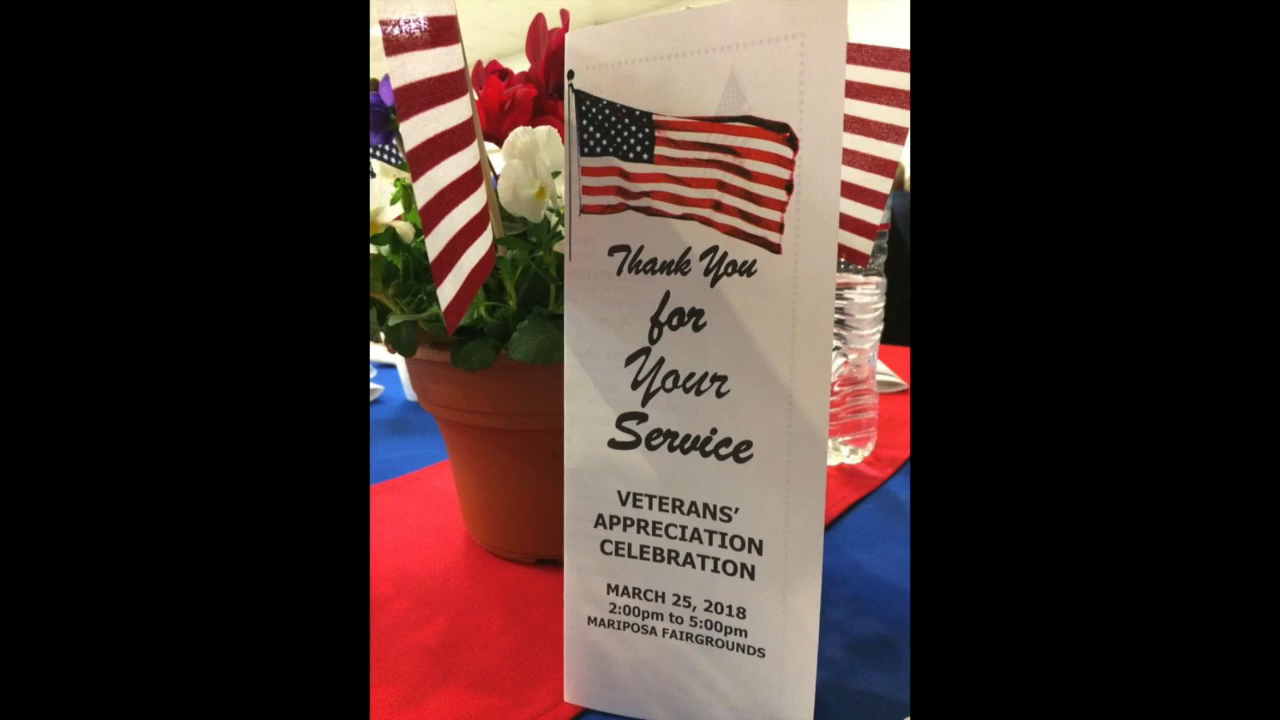 Thank You
for
Your
Service
VETERANS'
APPRECIATION
CELEBRATION
MARCH 25, 2018
2:00pm to 5:00pm
MARIPOSA FAIRGROUNDS